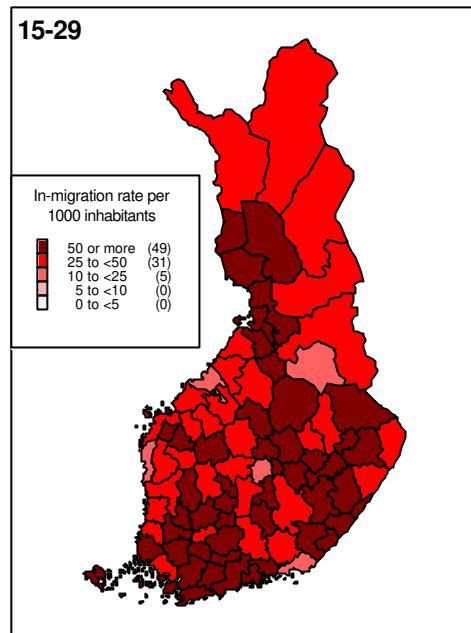 15-29
In-migration rate per
1000 inhabitants
50 or more (49)
25 to <50 (31)
10 to <25 (5)
5 to <10 (0)
0 to <5 (0)